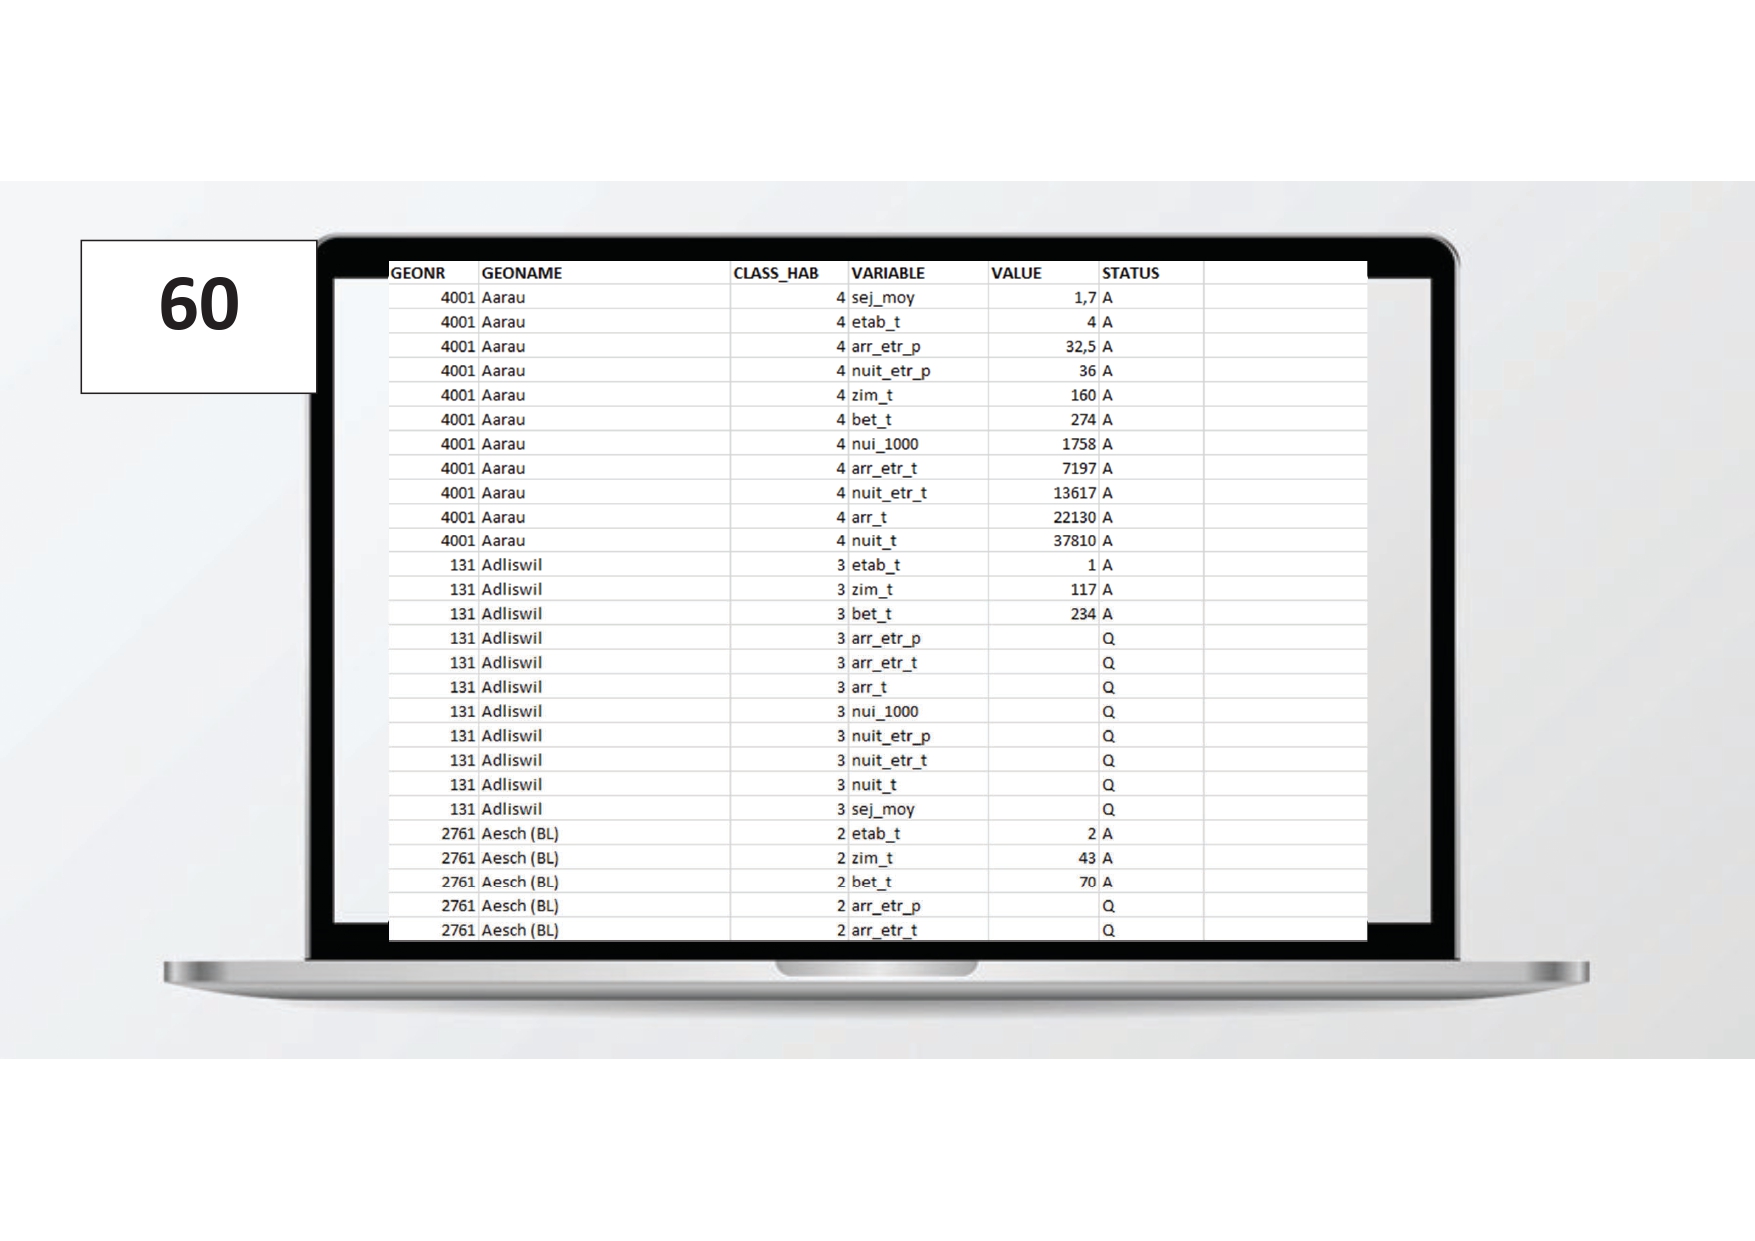 60
GEONR GEONAME CLASS_HAB VARIABLE VALUE STATUS
4001 Aarau 4 sej_moy 1,7 A
4001 Aarau 4 etab_t 4 A
4001 Aarau 4 arr_etr_p 32,5 A
4001 Aarau 4 nuit_etr_p 36 A
4001 Aarau 4 zim_t 160 A
4001 Aarau 4 bet_t 274 A
4001 Aarau 4 nui_1000 1758 A
4001 Aarau 4 arr_etr_t 7197 A
4001 Aarau 4 nuit_etr_t 13617 A
4001 Aarau 4 arr_t 22130 A
4001 Aarau 4 nuit_t 37810 A
131 Adliswil 3 etab_t 1 A
131 Adliswil 3 zim_t 117 A
131 Adliswil 3 bet_t 234 A
131 Adliswil 3 arr_etr_p Q
131 Adliswil 3 arr_etr_t Q
131 Adliswil 3 arr_t Q
131 Adliswil 3 nui_1000 Q
131 Adliswil 3 nuit_etr_p Q
131 Adliswil 3 nuit_etr_t Q
131 Adliswil 3 nuit_t Q
131 Adliswil 3 sej_moy Q
2761 Aesch (BL) 2 etab_t 2 A
2761 Aesch (BL) 2 zim_t 43 A
2761 Aesch (BL) 2 bet_t 70 A
2761 Aesch (BL) 2 arr_etr_p Q
2761 Aesch (BL) 2 arr_etr_t Q